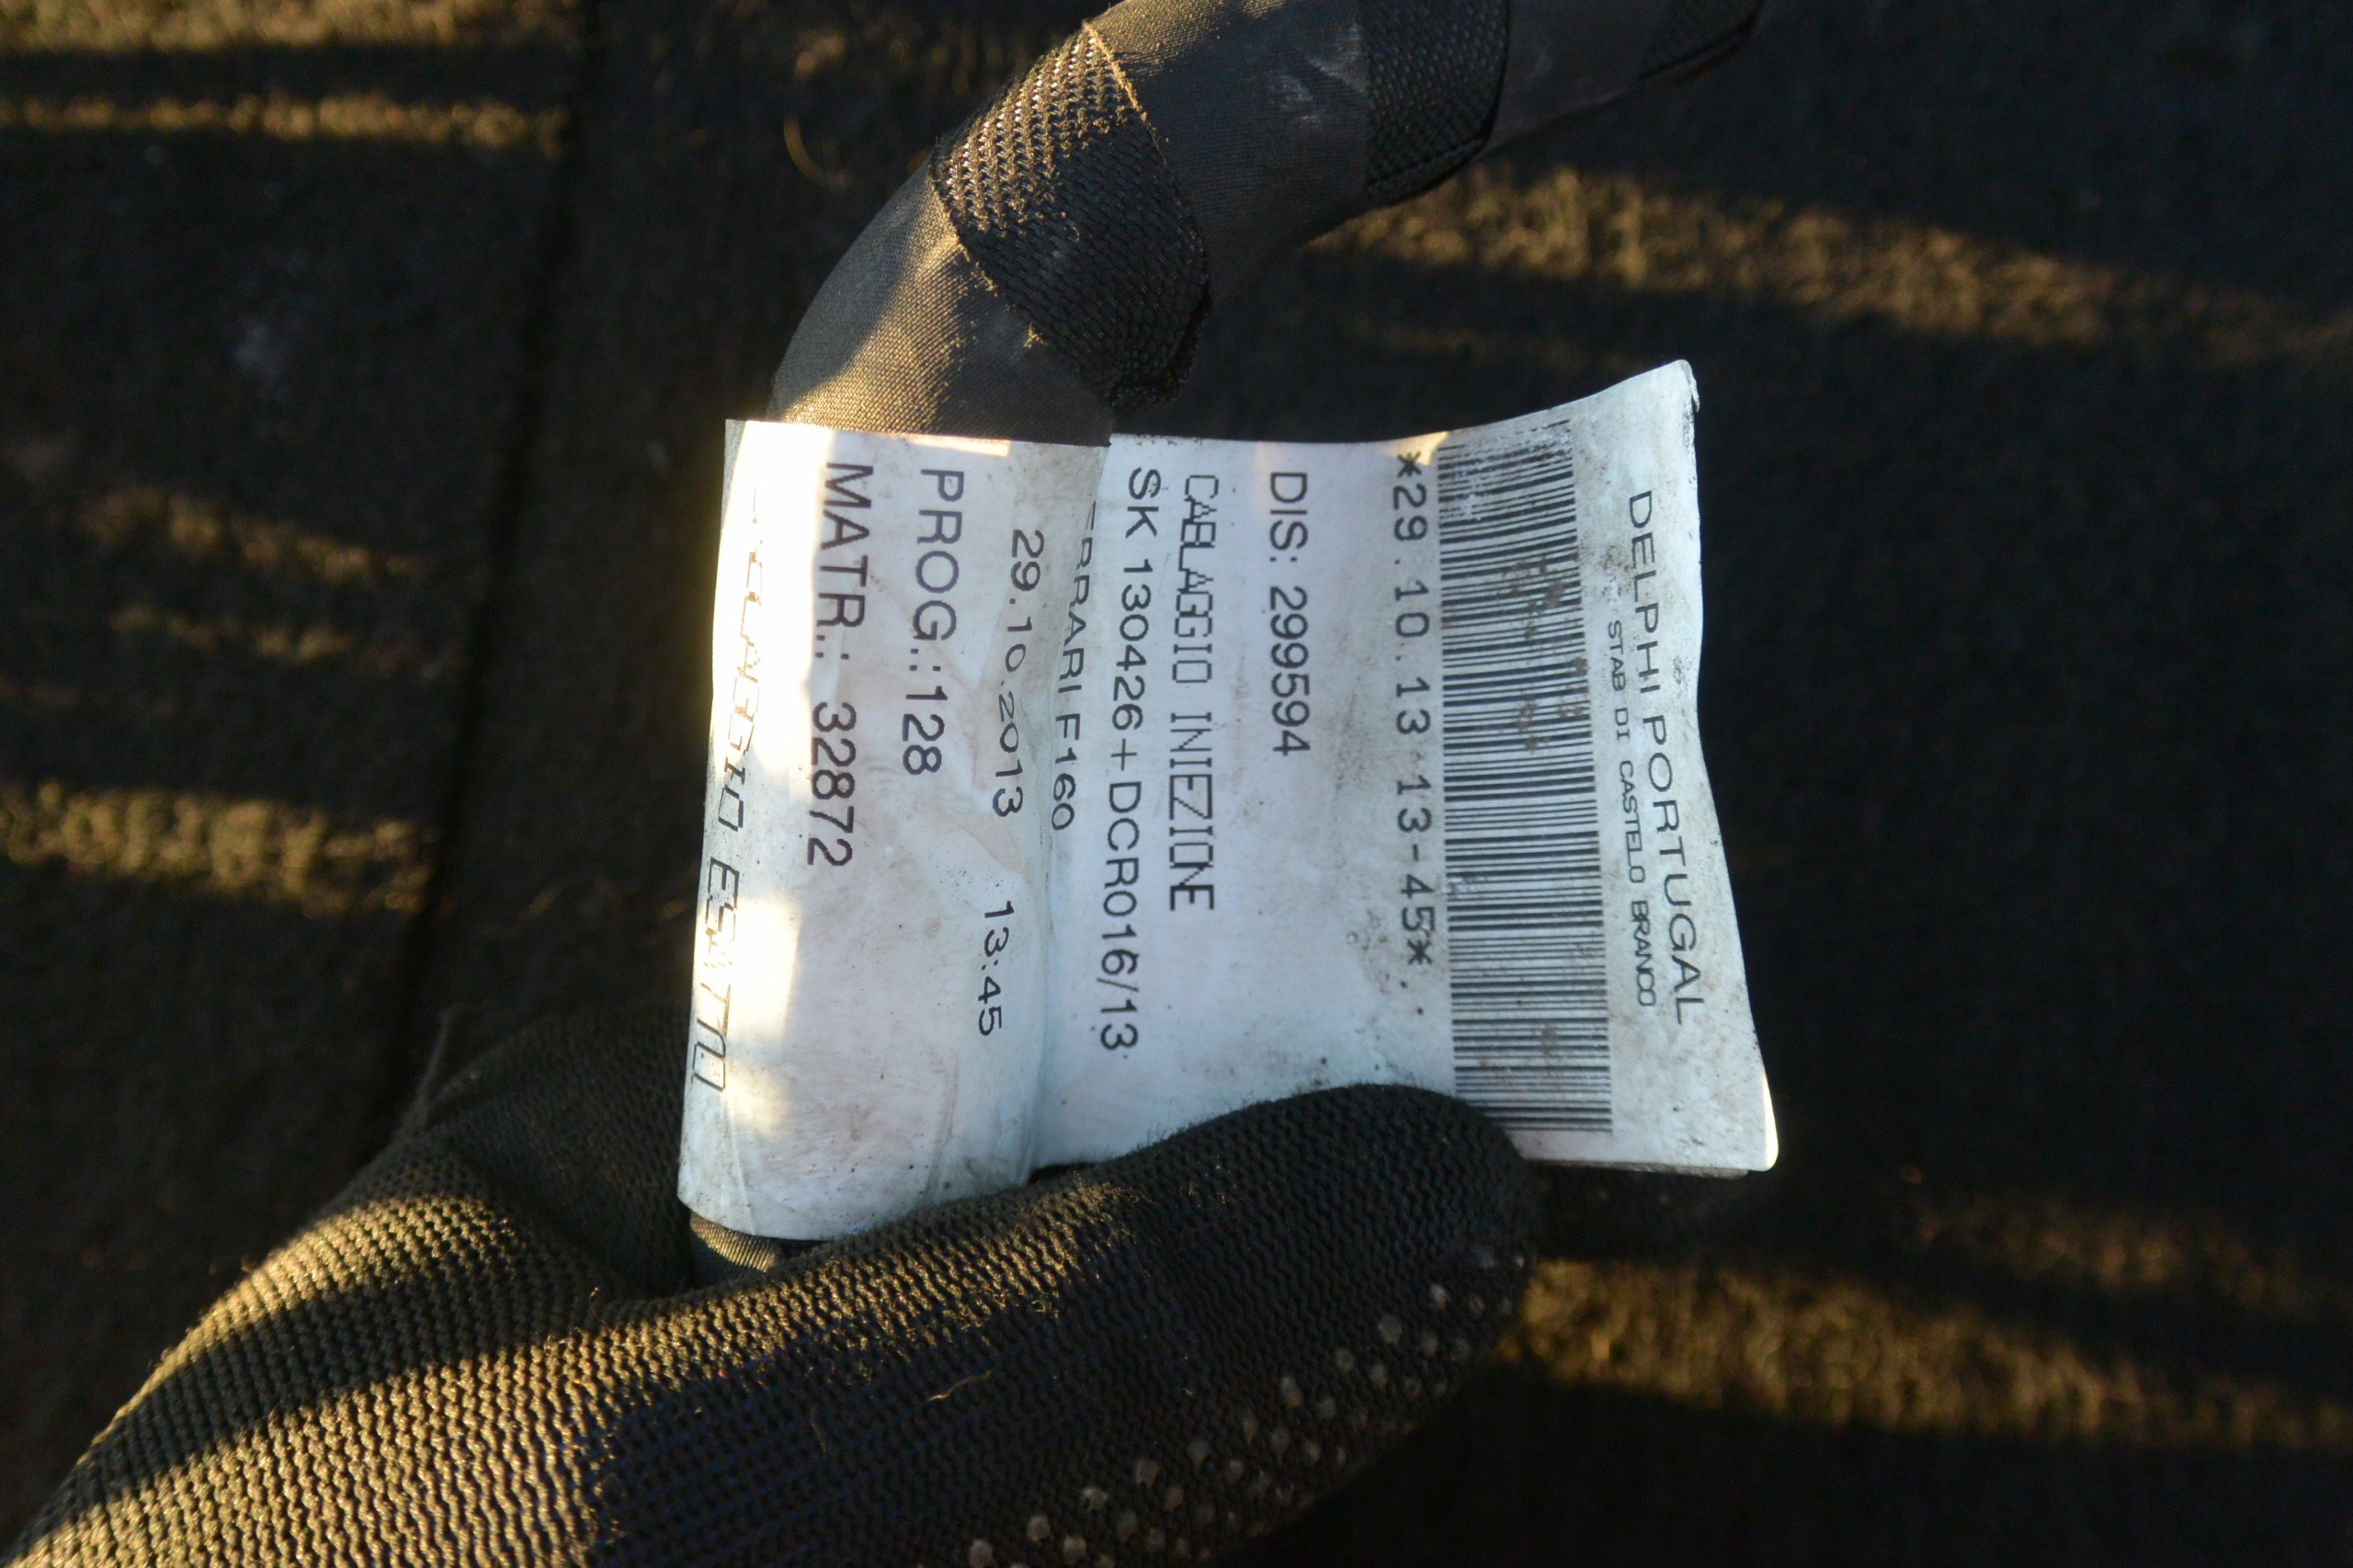 DELPHI PORTUGAL
STAB DI CASTELO BRANCO
*29.10.13 13-45*
DIS: 299594
CABLAGGIO INIEZIONE
SK 130426+DCR016/13
F160
29.10.2013 13:45
PROG.:128
MATR.: 32872